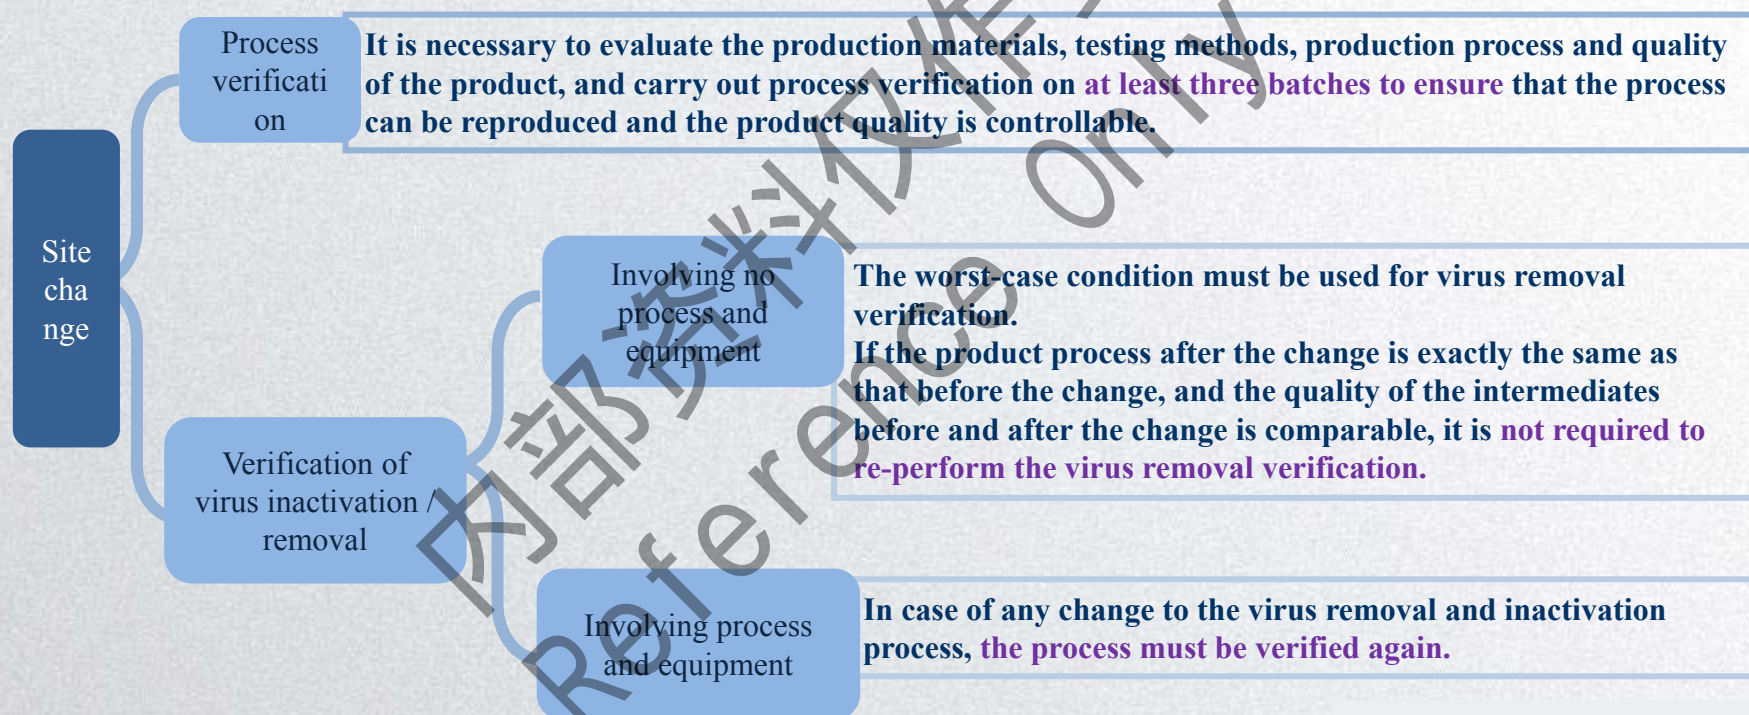 Process
verificati
on
It is necessary to evaluate the production materials, testing methods, production process and quality
of the product, and carry out process verification on at least three batches to ensure that the process
can be reproduced and the product quality is controllable.
Site
cha
nge
Involving no
process and
equipment
The worst-case condition must be used for virus removal
verification.
If the product process after the change is exactly the same as
that before the change, and the quality of the intermediates
before and after the change is comparable, it is not required to
re-perform the virus removal verification.
Verification of
virus inactivation /
removal
Involving process
and equipment
In case of any change to the virus removal and inactivation
process, the process must be verified again.
内部资料仅作
Reference Only